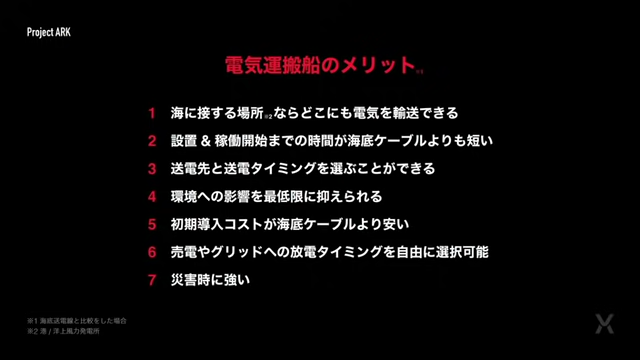 Project ARK
電気運搬船のメリット※1
1 海に接する場所※2ならどこにも電気を輸送できる
2 設置 & 稼働開始までの時間が海底ケーブルよりも短い
3 送電先と送電タイミングを選ぶことができる
4 環境への影響を最低限に抑えられる
5 初期導入コストが海底ケーブルより安い
6 売電やグリッドへの放電タイミングを自由に選択可能
7 災害時に強い
※1 海底送電線と比較をした場合
※2 港 / 洋上風力発電所
X